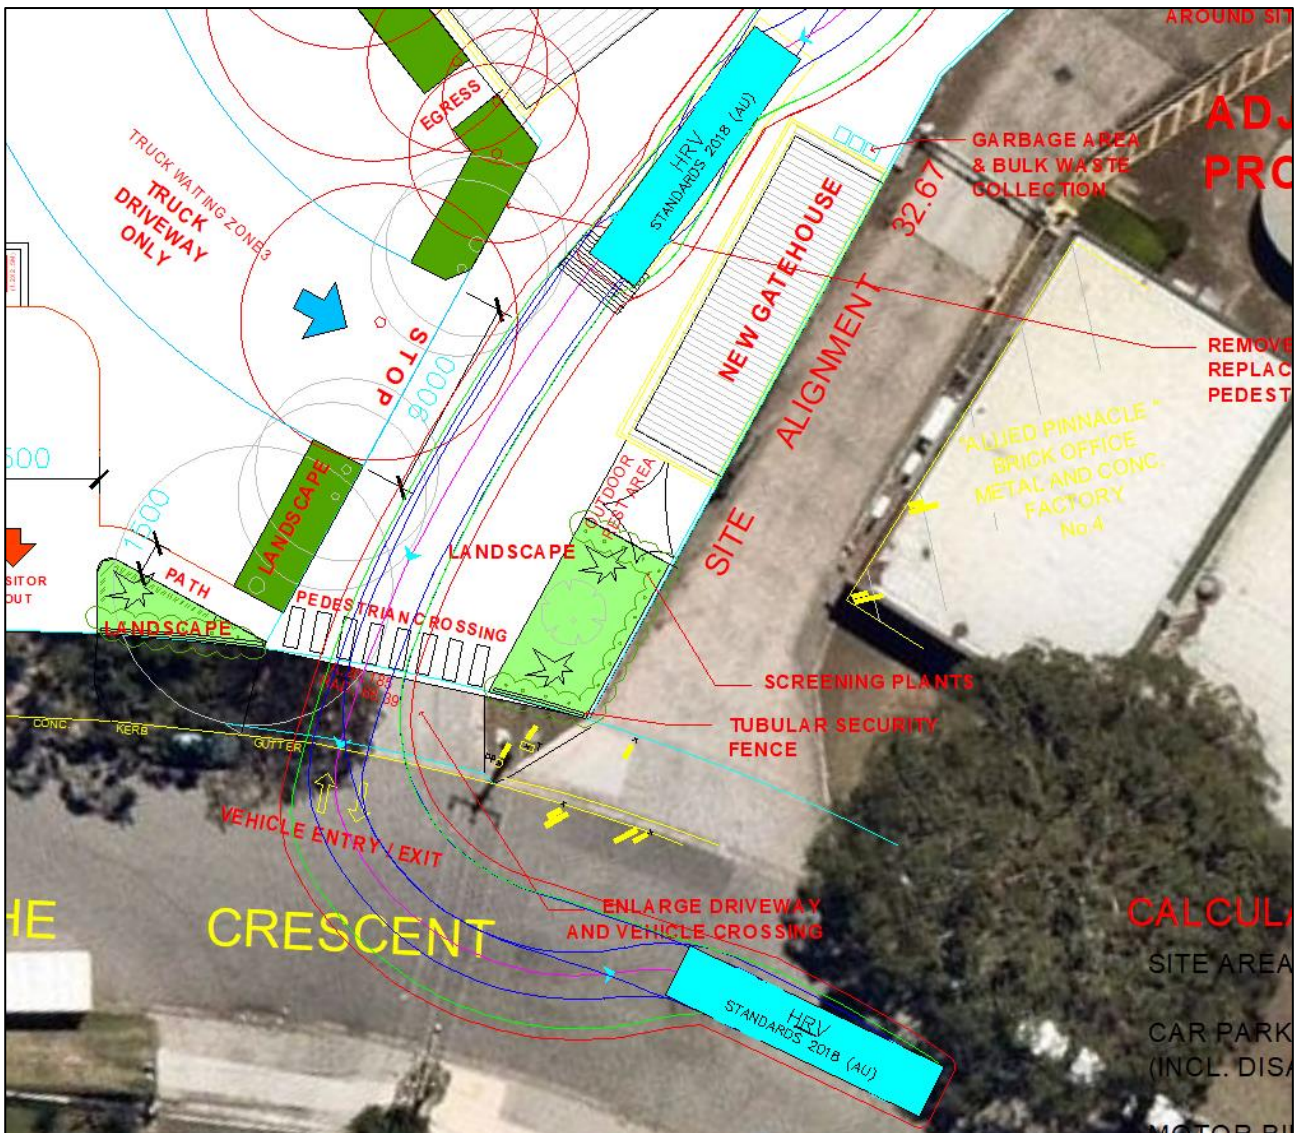 AROUND SIT
EGRESS
HRV
STANDARDS 2018 (AU)
ADJ
PRO
GARBAGE AREA
& BULK WASTE
COLLECTION
TRUCK WAITING ZONE 3
TRUCK
DRIVEWAY
ONLY
32.67
NEW GATEHOUSE
STOP
9000
SITE ALIGNMENT
REMOVE
REPLAC
PEDEST
"ALLIED PINNACLE"
BRICK OFFICE
METAL AND CONC.
FACTORY
No.4
500
1500
LANDSCAPE
OUTDOOR
REST AREA
LANDSCAPE
SITOR
OUT
PATH
PEDESTRIAN CROSSING
LANDSCAPE
SCREENING PLANTS
TUBULAR SECURITY
FENCE
CONC
KERB
GUTTER
VEHICLE ENTRY / EXIT
ENLARGE DRIVEWAY
AND VEHICLE CROSSING
HE CRESCENT
HRV
STANDARDS 2018 (AU)
CALCULA
SITE AREA
CAR PARK
(INCL. DISA
MOTOR BI